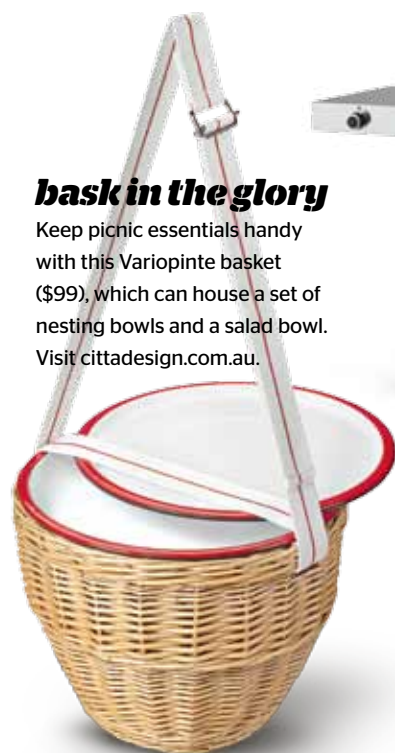 bask in the glory
Keep picnic essentials handy
with this Variopinte basket
($99), which can house a set of
nesting bowls and a salad bowl.
Visit cittadesign.com.au.